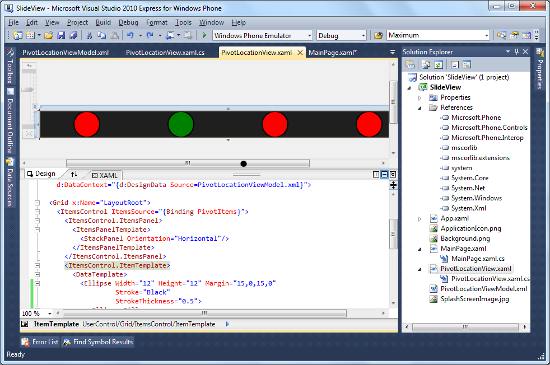 SlideView - Microsoft Visual Studio 2010 Express for Windows Phone
File Edit View Project Build Debug Data Tools Window Help
Windows Phone Emulator Debug Maximum
PivotLocationViewModel.xml PivotLocationView.xaml.cs PivotLocationView.xaml MainPage.xaml*
Toolbox
Document Outline
Data Sources
Design XAML
d:DataContext="{d:DesignData Source=PivotLocationViewModel.xml}">
<Grid x:Name="LayoutRoot">
<ItemsControl ItemsSource="{Binding PivotItems}">
<ItemsControl.ItemsPanel>
<ItemsPanelTemplate>
<StackPanel Orientation="Horizontal"/>
</ItemsPanelTemplate>
</ItemsControl.ItemsPanel>
<ItemsControl.ItemTemplate>
<DataTemplate>
<Ellipse Width="12" Height="12" Margin="15,0,15,0"
Stroke="Black"
StrokeThickness="0.5">
100 %
ItemTemplate UserControl/Grid/ItemsControl/ItemTemplate
Solution Explorer
Solution 'SlideView' (1 project)
SlideView
Properties
References
Microsoft.Phone
Microsoft.Phone.Controls
Microsoft.Phone.Interop
mscorlib
mscorlib.extensions
system
System.Core
System.Net
System.Windows
System.Xml
App.xaml
ApplicationIcon.png
Background.png
MainPage.xaml
MainPage.xaml.cs
PivotLocationView.xaml
PivotLocationView.xaml.cs
PivotLocationViewModel.xml
SplashScreenImage.jpg
Error List Find Symbol Results
Ready